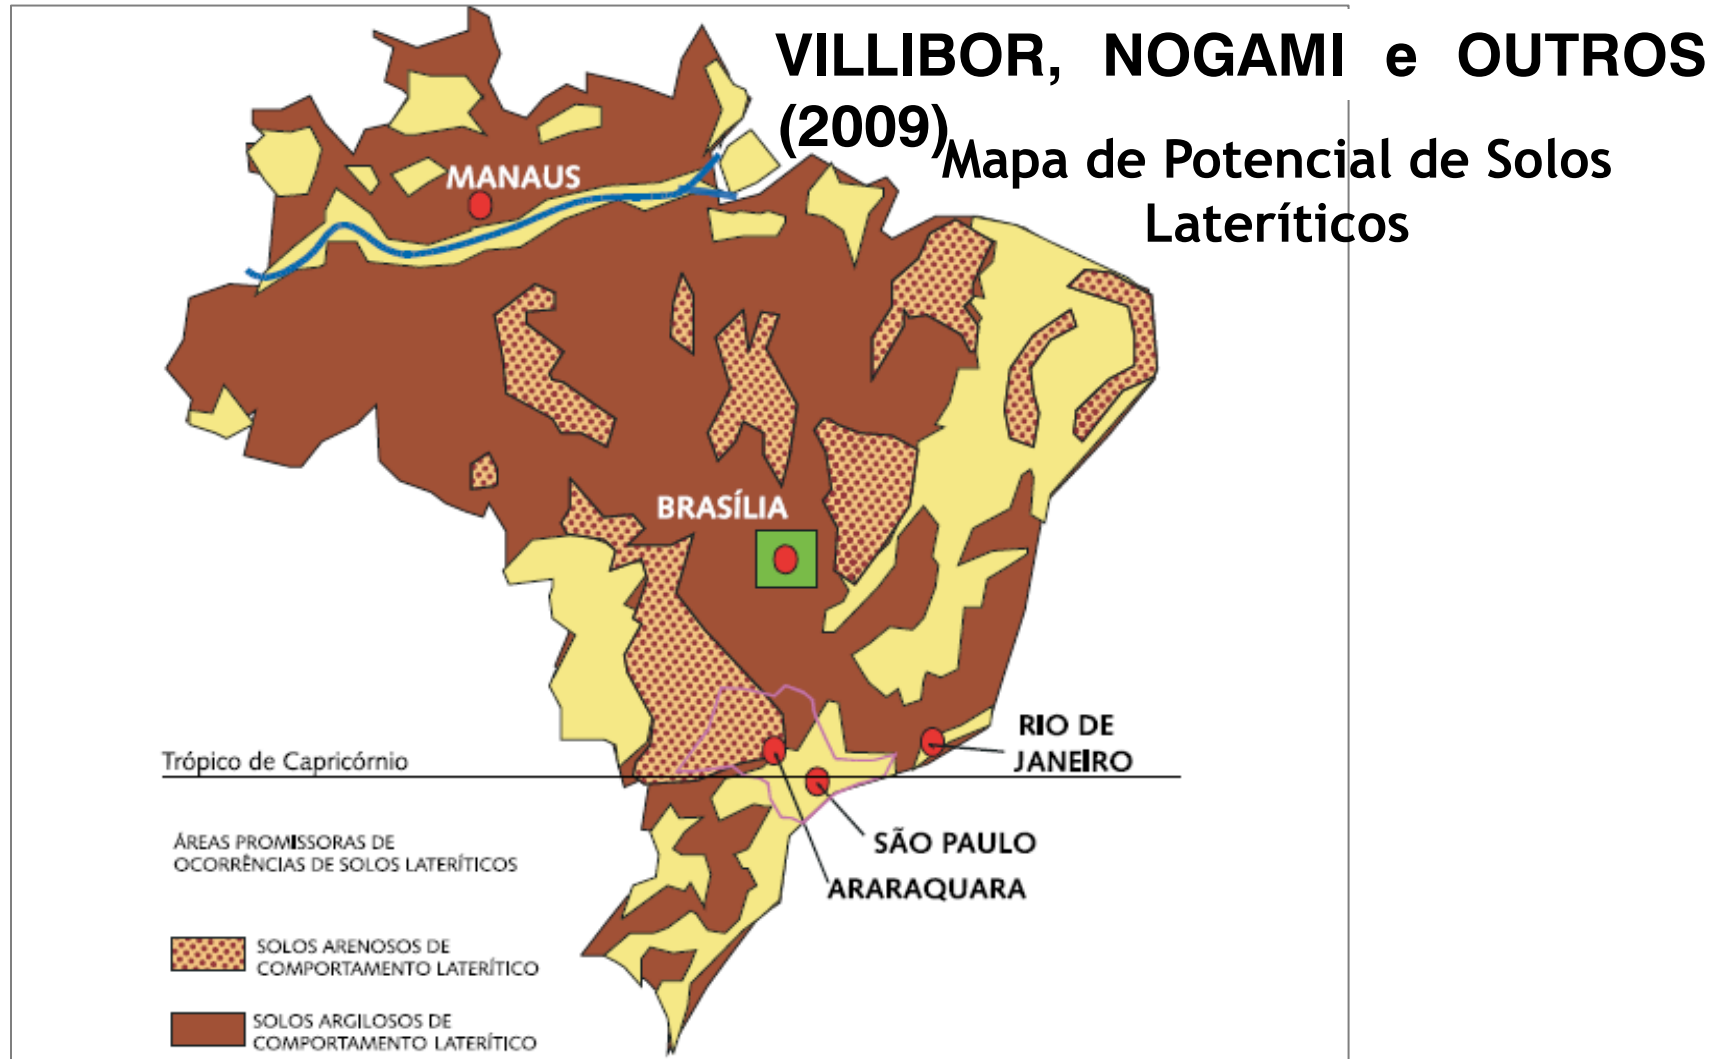 VILLIBOR, NOGAMI e OUTROS
(2009)
Mapa de Potencial de Solos
Lateríticos
MANAUS
BRASÍLIA
RIO DE
JANEIRO
Trópico de Capricórnio
SÃO PAULO
ARARAQUARA
ÁREAS PROMISSORAS DE
OCORRÊNCIAS DE SOLOS LATERÍTICOS
SOLOS ARENOSOS DE
COMPORTAMENTO LATERÍTICO
SOLOS ARGILOSOS DE
COMPORTAMENTO LATERÍTICO